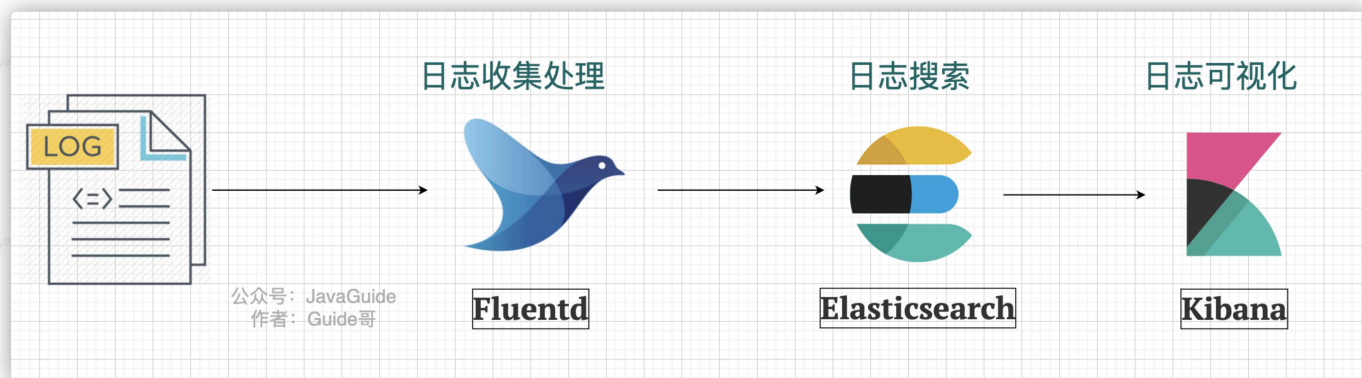 日志收集处理
日志搜索
日志可视化
LOG
<=>
公众号：JavaGuide
作者：Guide哥
Fluentd
Elasticsearch
Kibana